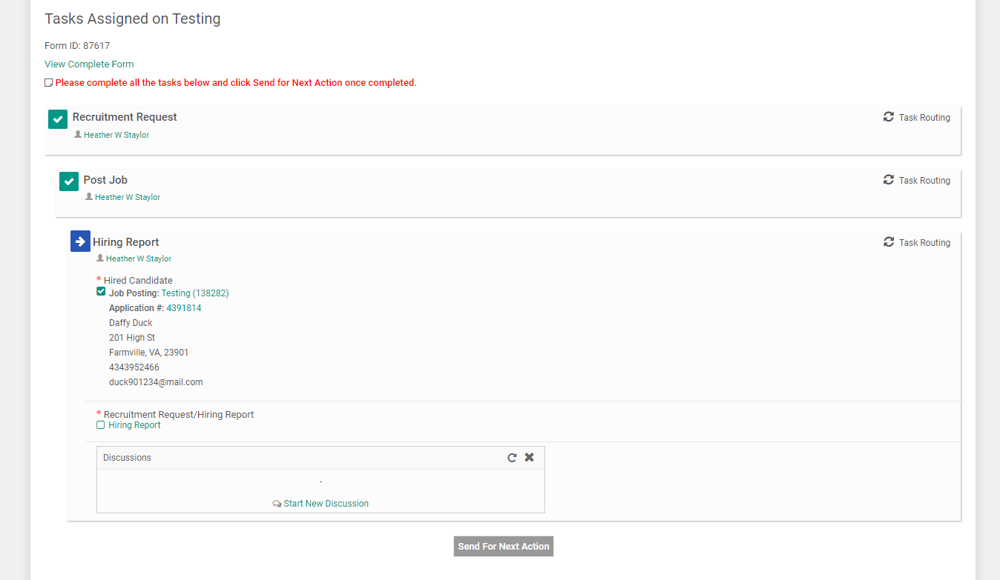 Tasks Assigned on Testing
Form ID: 87617
View Complete Form
Please complete all the tasks below and click Send for Next Action once completed.
Recruitment Request
Task Routing
Heather W Staylor
Post Job
Task Routing
Heather W Staylor
Hiring Report
Task Routing
Heather W Staylor
* Hired Candidate
Job Posting: Testing (138282)
Application #: 4391814
Daffy Duck
201 High St
Farmville, VA, 23901
4343952466
duck901234@mail.com
* Recruitment Request/Hiring Report
Hiring Report
Discussions
-
Start New Discussion
Send For Next Action